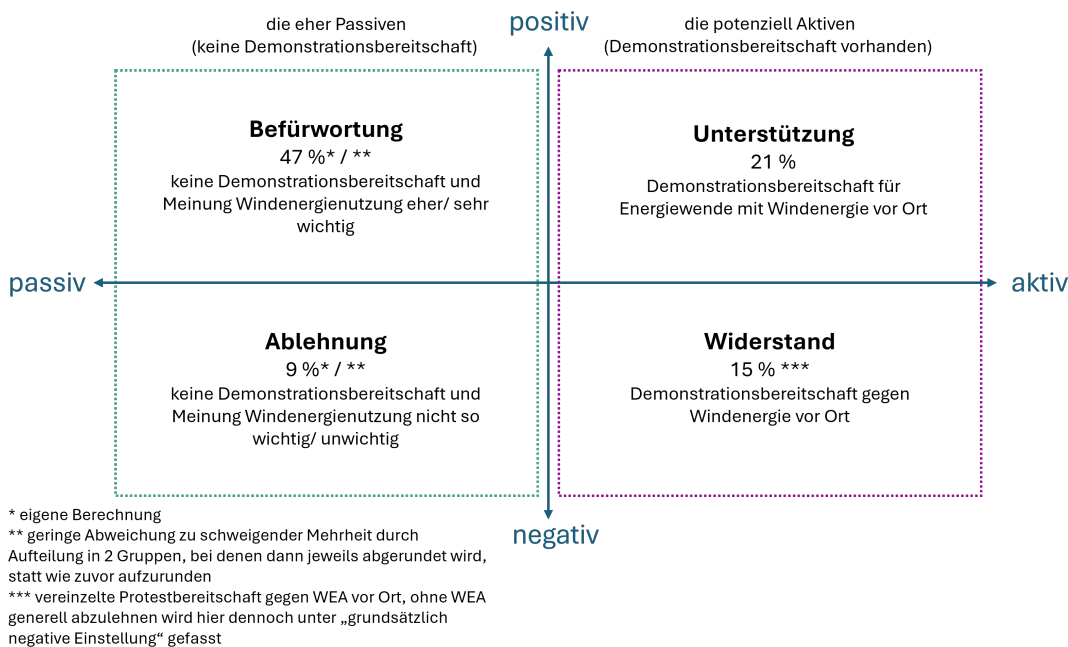 positiv
die eher Passiven
(keine Demonstrationsbereitschaft)
die potenziell Aktiven
(Demonstrationsbereitschaft vorhanden)
Befürwortung
47 %* / **
keine Demonstrationsbereitschaft und
Meinung Windenergienutzung eher/ sehr
wichtig
Unterstützung
21 %
Demonstrationsbereitschaft für
Energiewende mit Windenergie vor Ort
passiv
aktiv
Ablehnung
9 %* / **
keine Demonstrationsbereitschaft und
Meinung Windenergienutzung nicht so
wichtig/ unwichtig
Widerstand
15 % ***
Demonstrationsbereitschaft gegen
Windenergie vor Ort
negativ
* eigene Berechnung
** geringe Abweichung zu schweigender Mehrheit durch
Aufteilung in 2 Gruppen, bei denen dann jeweils abgerundet wird,
statt wie zuvor aufzurunden
*** vereinzelte Protestbereitschaft gegen WEA vor Ort, ohne WEA
generell abzulehnen wird hier dennoch unter „grundsätzlich
negative Einstellung“ gefasst